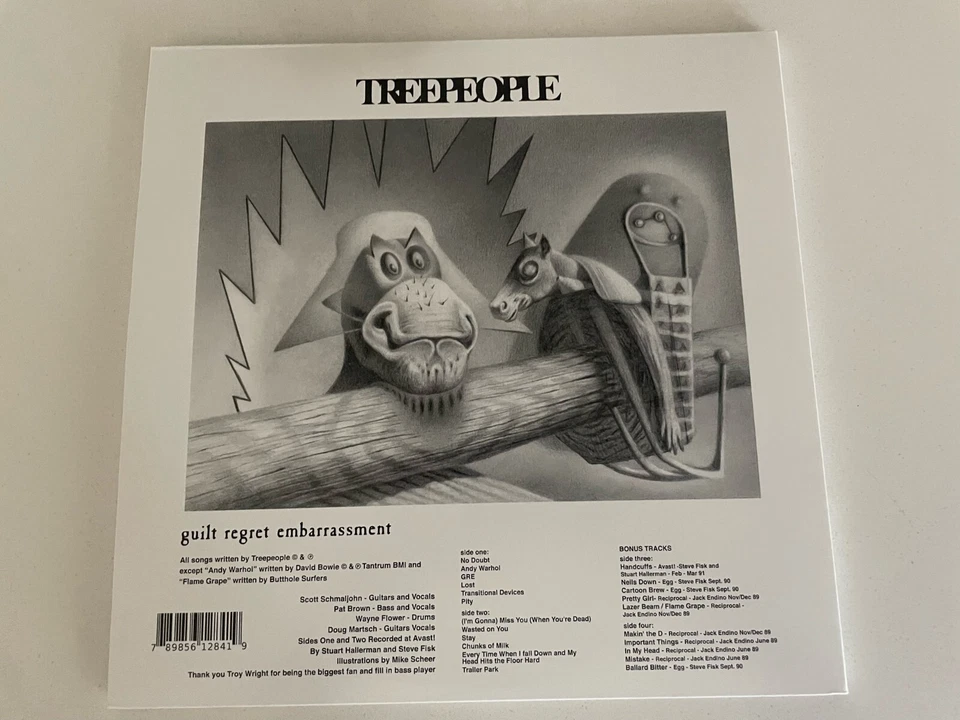 TREEPEOPLE
guilt regret embarrassment
All songs written by Treepeople © & ℗
except "Andy Warhol" written by David Bowie © & ℗ Tantrum BMI and
"Flame Grape" written by Butthole Surfers
Scott Schmaljohn - Guitars and Vocals
Pat Brown - Bass and Vocals
Wayne Flower - Drums
Doug Martsch - Guitars Vocals
Sides One and Two Recorded at Avast!
By Stuart Hallerman and Steve Fisk
Illustrations by Mike Scheer
Thank you Troy Wright for being the biggest fan and fill in bass player
7 89856 12841 9
side one:
No Doubt
Andy Warhol
GRE
Lost
Transitional Devices
Pity
side two:
(I'm Gonna) Miss You (When You're Dead)
Wasted on You
Stay
Chunks of Milk
Every Time When I fall Down and My
Head Hits the Floor Hard
Trailer Park
BONUS TRACKS
side three:
Handcuffs - Avast! -Steve Fisk and
Stuart Hallerman - Feb - Mar 91
Neils Down - Egg - Steve Fisk Sept. 90
Cartoon Brew - Egg - Steve Fisk Sept. 90
Pretty Girl- Reciprocal - Jack Endino Nov/Dec 89
Lazer Beam / Flame Grape - Reciprocal -
Jack Endino Nov/Dec 89
side four:
Makin' the D - Reciprocal - Jack Endino Nov/Dec 89
Important Things - Reciprocal - Jack Endino June 89
In My Head - Reciprocal - Jack Endino June 89
Mistake - Reciprocal - Jack Endino June 89
Ballard Bitter - Egg - Steve Fisk Sept. 90